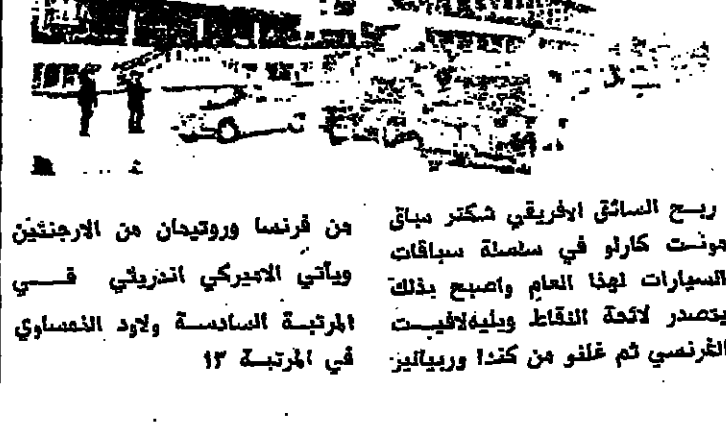 ربح السائق الافريقي شكتر سباق
مونت كارلو في سلسلة سباقات
السيارات لهذا العام واصبح بذلك
يتصدر لائحة النقاط ويليه لافيت
الفرنسي ثم غلنو من كندا وربياليز
من فرنسا وروتيمان من الارجنتين
ويأتي الاميركي اندريتي في
المرتبة السادسة ولاود النمساوي
في المرتبة ١٣